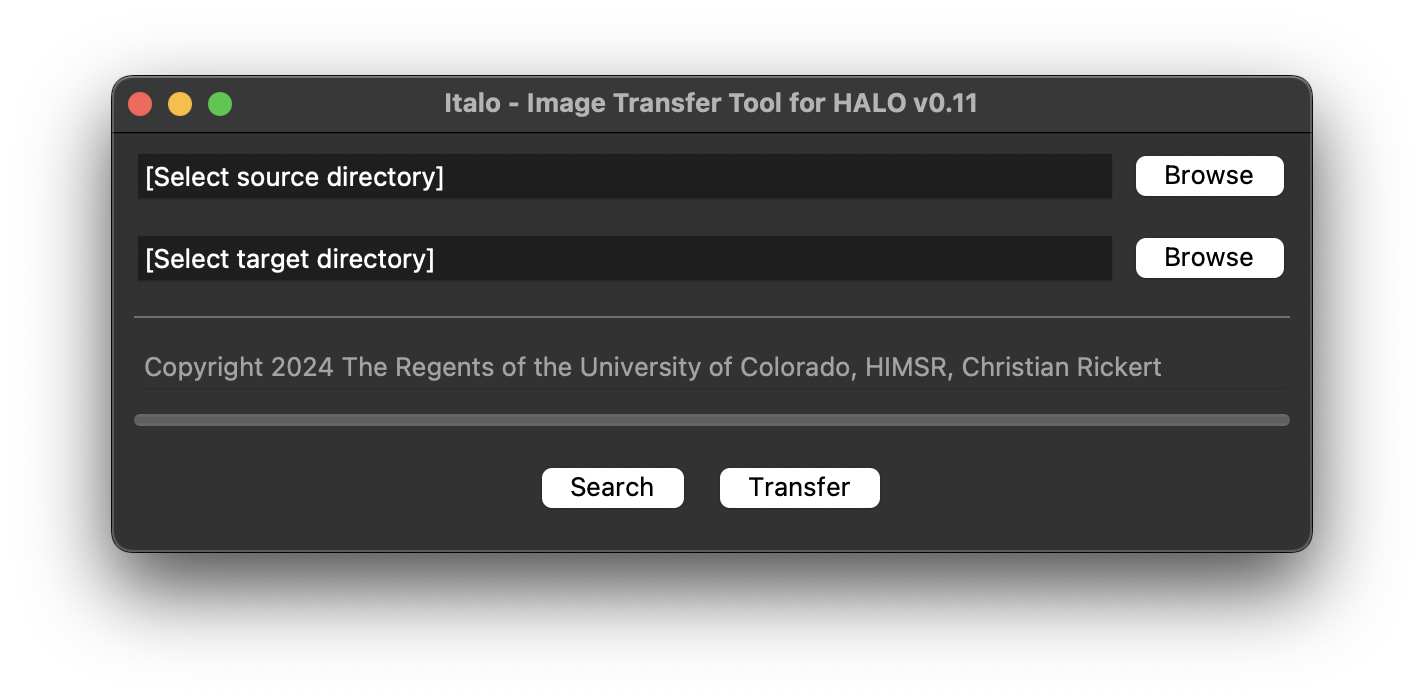 Italo - Image Transfer Tool for HALO v0.11
[Select source directory] Browse
[Select target directory] Browse
Copyright 2024 The Regents of the University of Colorado, HIMSR, Christian Rickert
Search Transfer